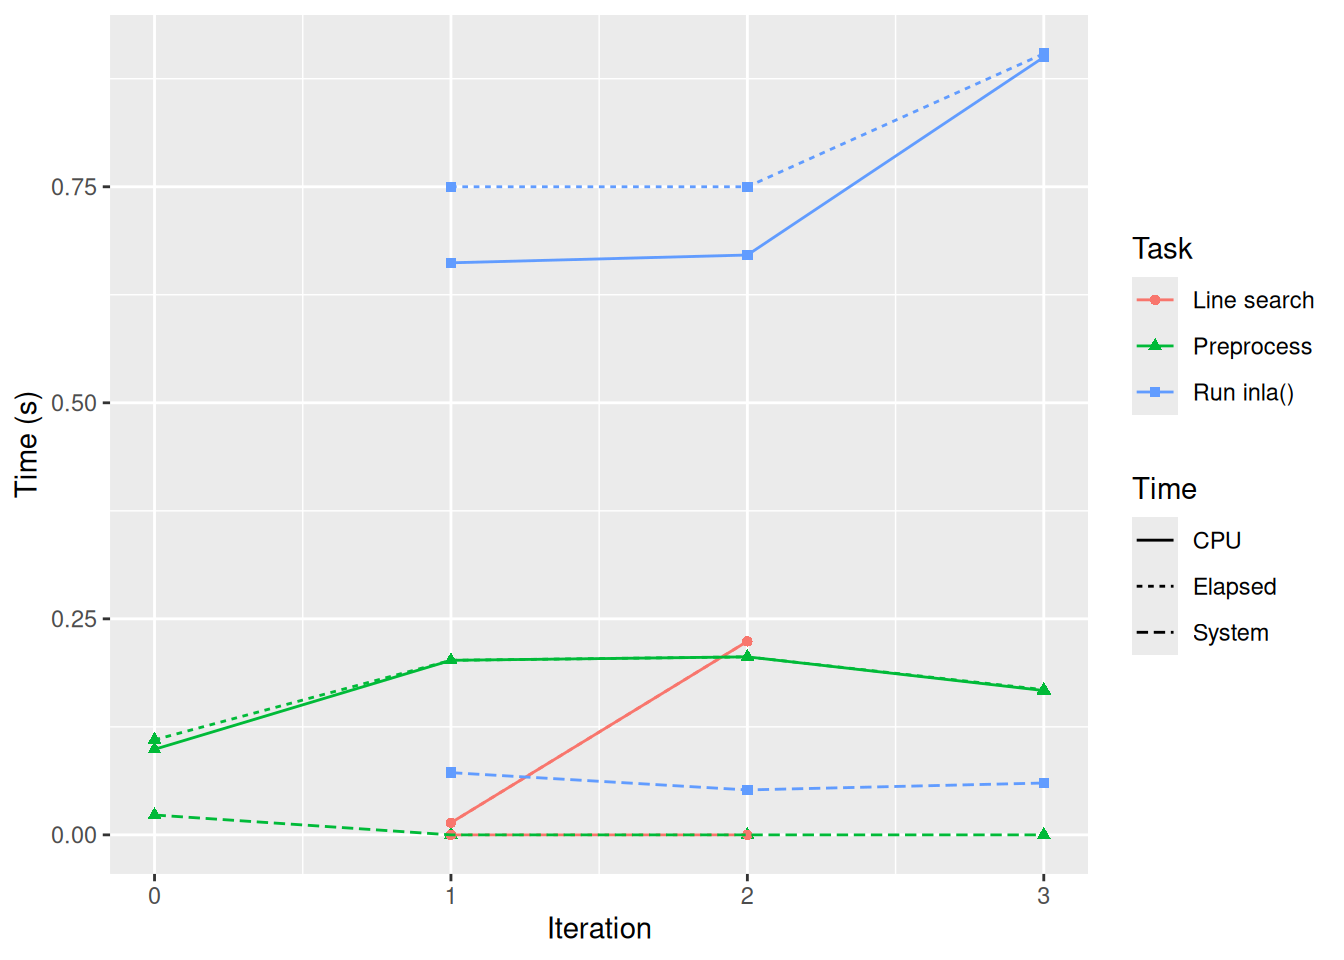 0.75
0.50
0.25
0.00
Time (s)
0
1
2
3
Iteration
Task
Line search
Preprocess
Run inla()
Time
CPU
Elapsed
System